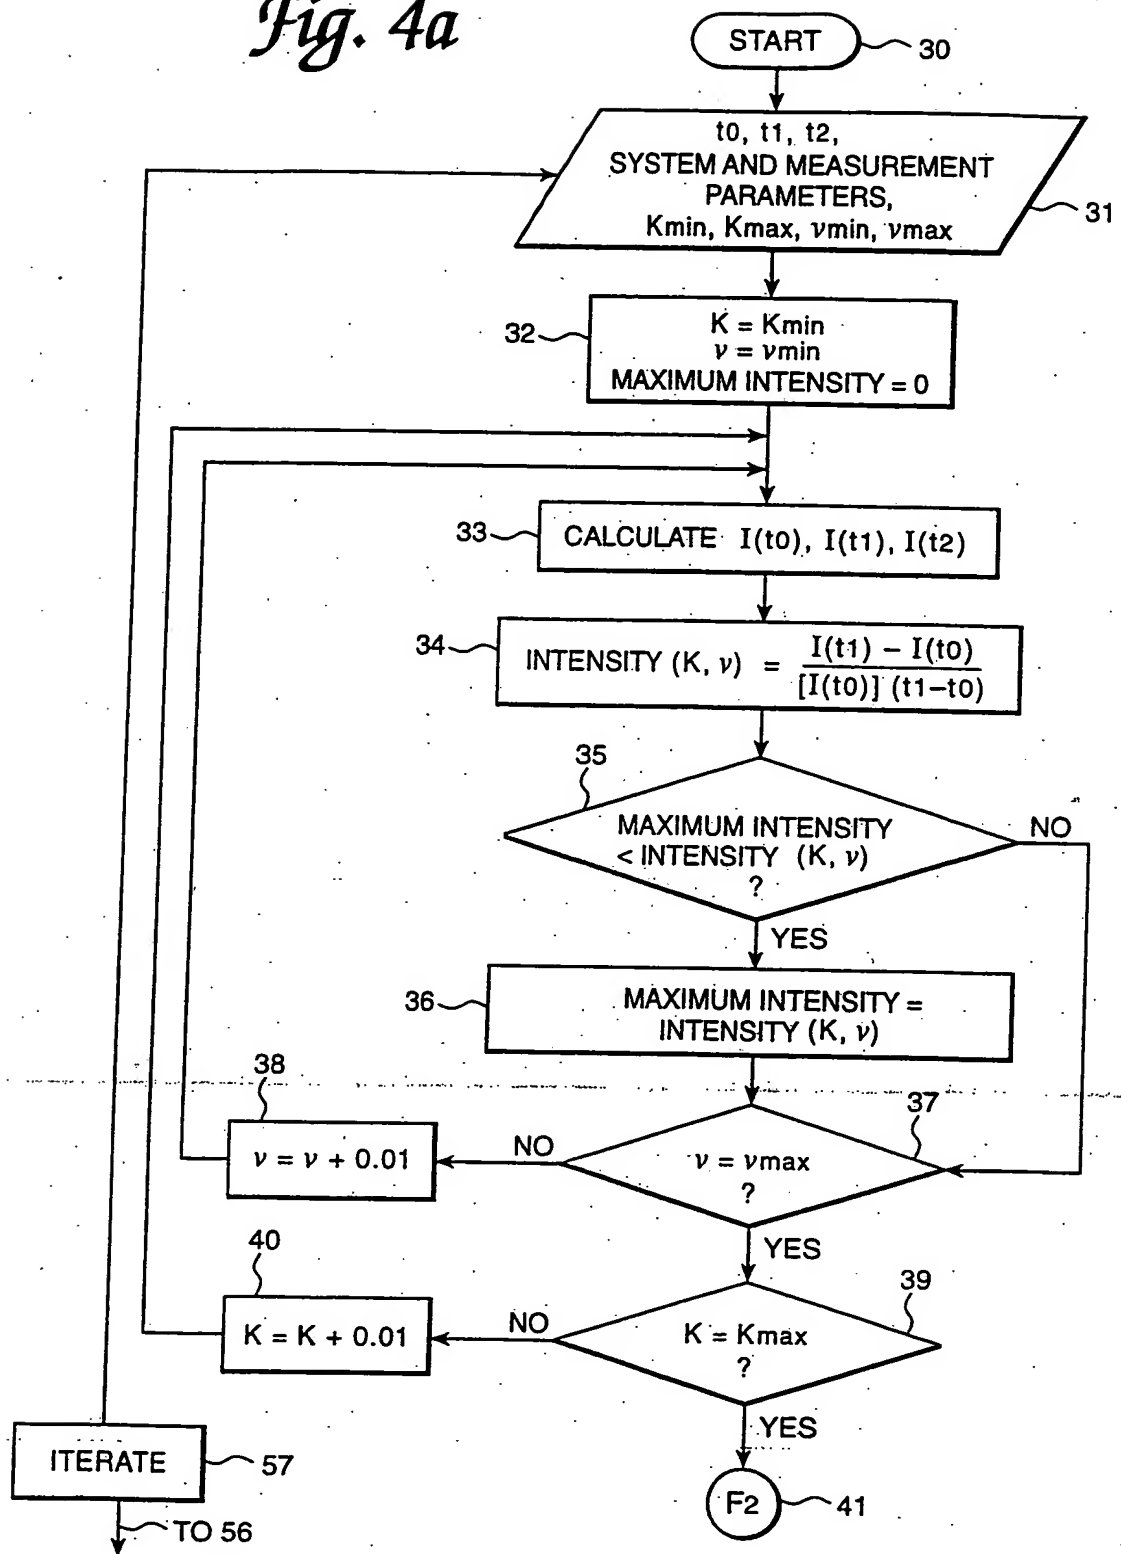 Fig. 4a
START
30
t0, t1, t2,
SYSTEM AND MEASUREMENT
PARAMETERS,
Kmin, Kmax, νmin, νmax
31
32
K = Kmin
ν = νmin
MAXIMUM INTENSITY = 0
33
CALCULATE I(t0), I(t1), I(t2)
34
INTENSITY (K, ν) = I(t1) – I(t0)
[I(t0)] (t1–t0)
35
MAXIMUM INTENSITY
< INTENSITY (K, ν)
?
NO
YES
36
MAXIMUM INTENSITY =
INTENSITY (K, ν)
38
ν = ν + 0.01
NO
37
ν = νmax
?
YES
40
K = K + 0.01
NO
39
K = Kmax
?
YES
ITERATE
57
TO 56
F2
41